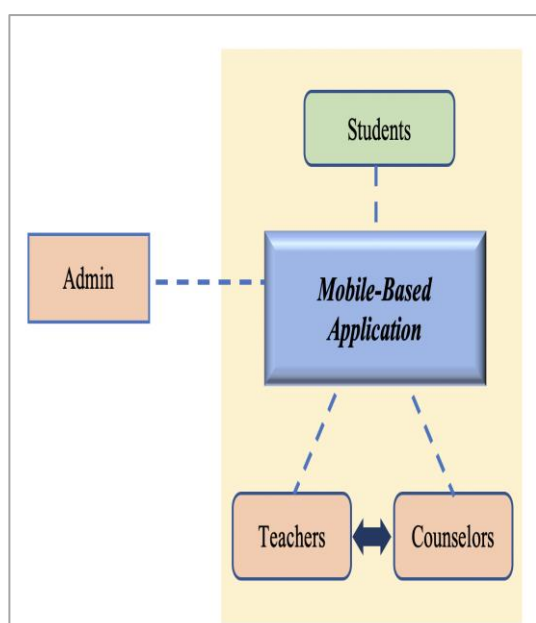 Students
Admin
Mobile-Based
Application
Teachers
Counselors